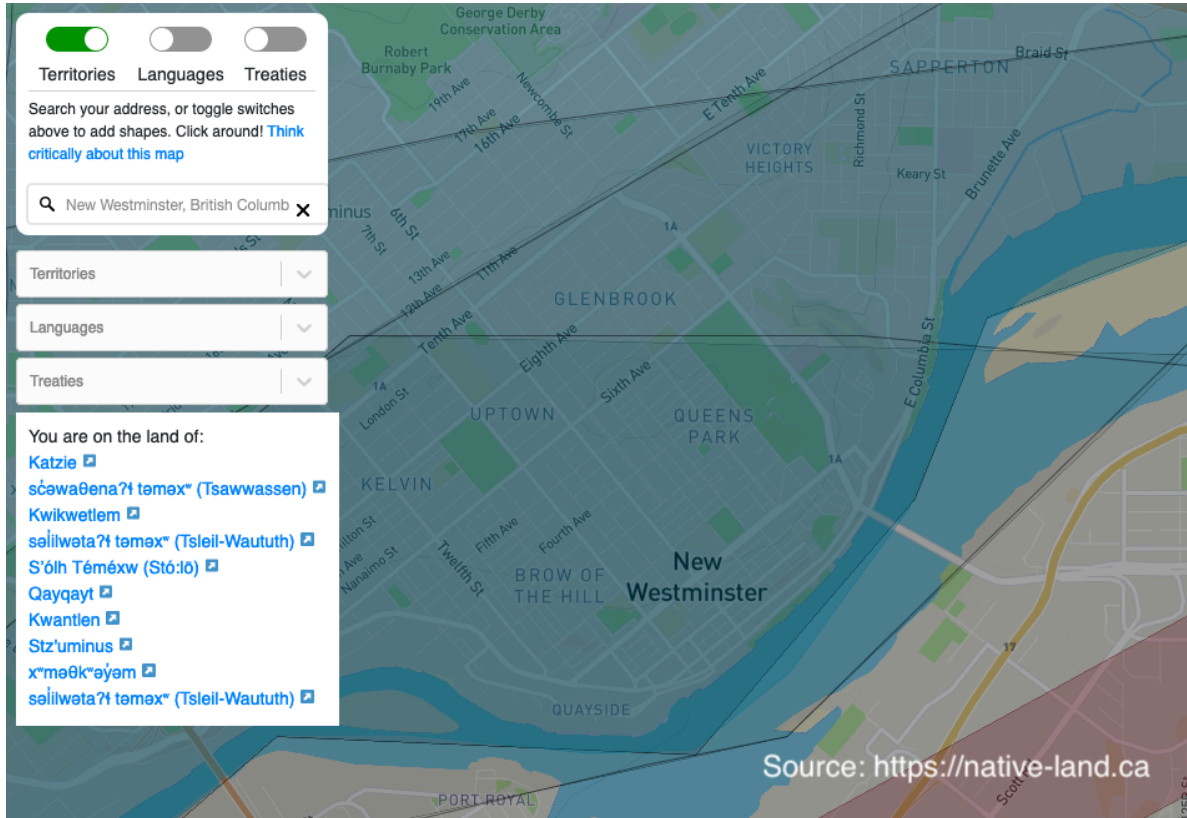 Territories Languages Treaties
Search your address, or toggle switches
above to add shapes. Click around! Think
critically about this map
New Westminster, British Columb
Territories
Languages
Treaties
You are on the land of:
Katzie
sc̓əwaθenaʔɬ təməxʷ (Tsawwassen)
Kwikwetlem
səl̓ilwətaʔɬ təməxʷ (Tsleil-Waututh)
S'ólh Téméxw (Stó:lō)
Qayqayt
Kwantlen
Stz'uminus
xʷməθkʷəy̓əm
səl̓ilwətaʔɬ təməxʷ (Tsleil-Waututh)
George Derby
Conservation Area
Robert
Burnaby Park
19th Ave
Newcombe St
17th Ave
16th Ave
E Tenth Ave
SAPPERTON
Braid St
Richmond St
VICTORY
HEIGHTS
Keary St
Brunette Ave
6th St
7th St
1A
13th Ave
11th Ave
12th Ave
GLENBROOK
Tenth Ave
Eighth Ave
Sixth Ave
E Columbia St
1A
London St
UPTOWN
QUEENS
PARK
1A
KELVIN
Fifth Ave
Fourth Ave
Nanaimo St
Twelfth St
BROW OF
THE HILL
New
Westminster
17
QUAYSIDE
PORT ROYAL
Source: https://native-land.ca